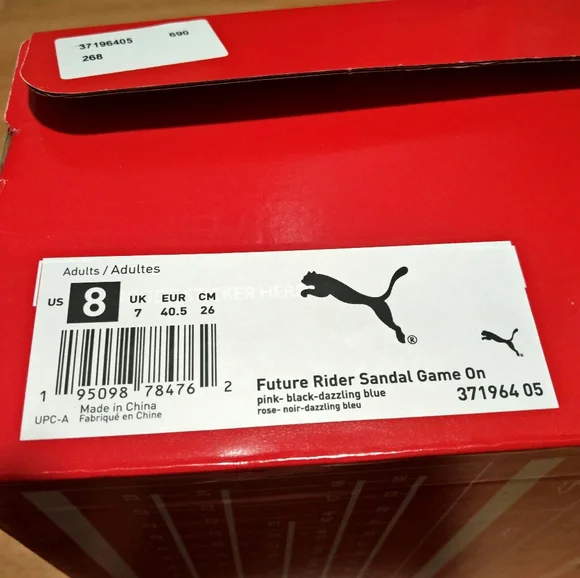 37196405 690
268
Adults / Adultes
US 8 UK 7 EUR 40.5 CM 26
KER HER
1 95098 78476 2
UPC-A
Made in China
Fabriqué en Chine
®
Future Rider Sandal Game On
pink- black-dazzling blue
rose- noir-dazzling bleu
371964 05